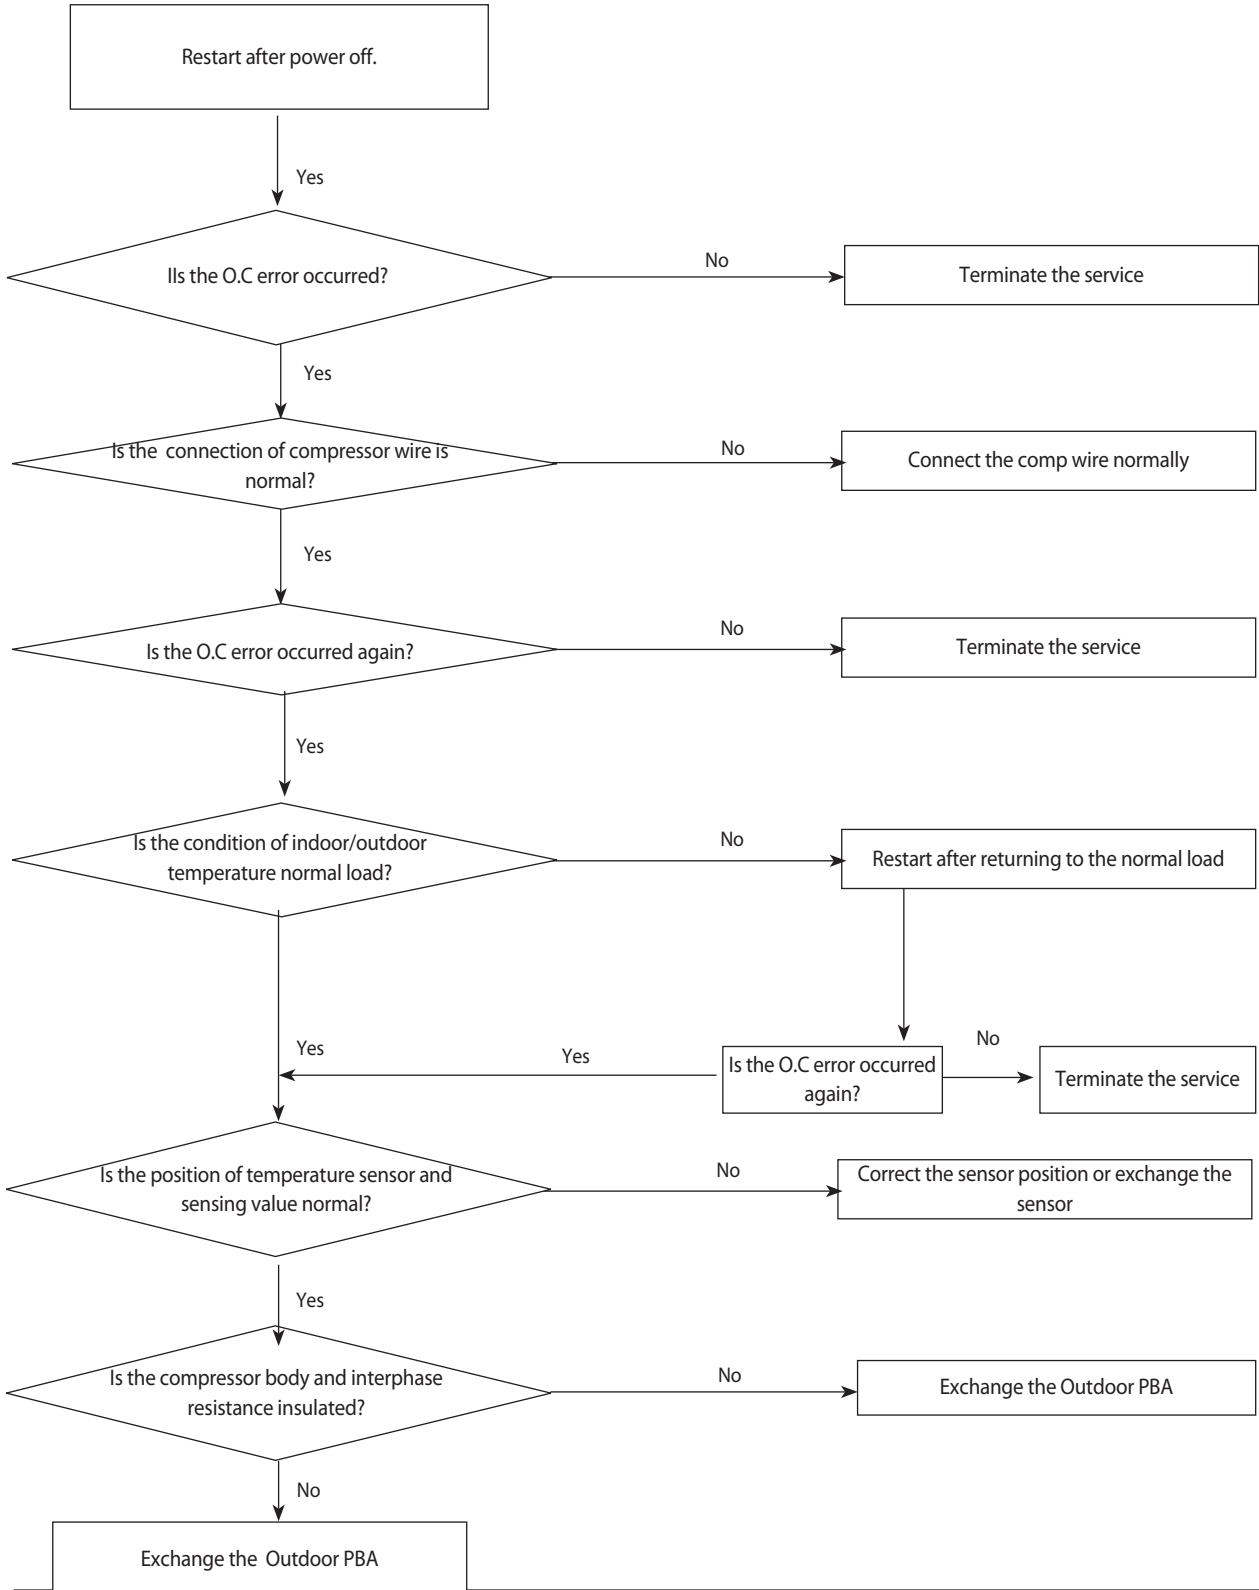 Restart after power off.
Yes
IIs the O.C error occurred?
No
Terminate the service
Yes
Is the  connection of compressor wire is
normal?
No
Connect the comp wire normally
Yes
Is the O.C error occurred again?
No
Terminate the service
Yes
Is the condition of indoor/outdoor
temperature normal load?
No
Restart after returning to the normal load
Yes
Yes
Is the O.C error occurred
again?
No
Terminate the service
Is the position of temperature sensor and
sensing value normal?
No
Correct the sensor position or exchange the
sensor
Yes
Is the compressor body and interphase
resistance insulated?
No
Exchange the Outdoor PBA
No
Exchange the  Outdoor PBA